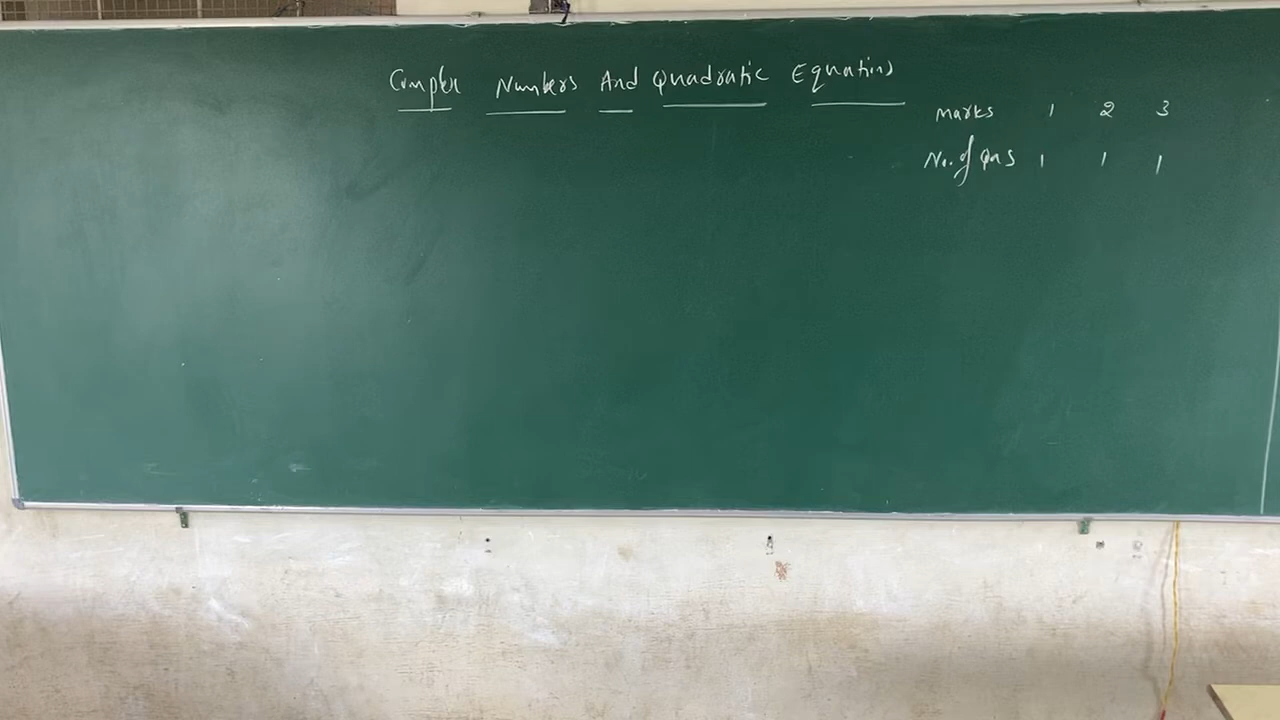 Complex Numbers And Quadratic Equations
Marks 1 2 3
No. of Qns 1 1 1